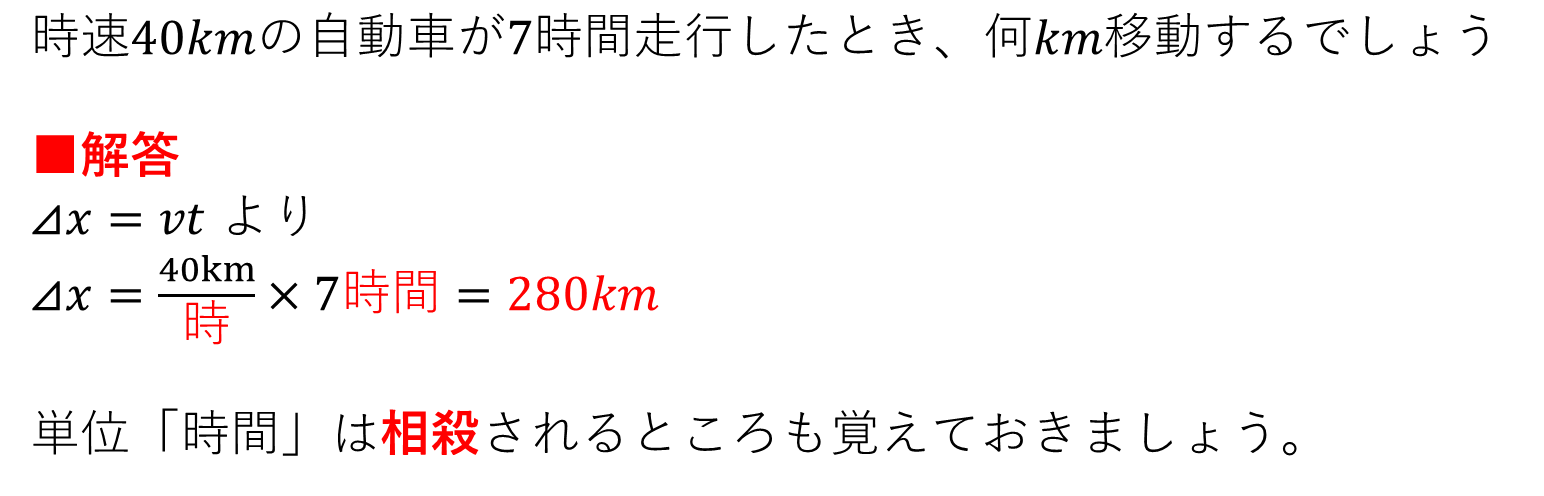 時速40kmの自動車が7時間走行したとき、何km移動するでしょう
■解答
⊿x = vt より
⊿x = 40km/時 × 7時間 = 280km
単位「時間」は相殺されるところも覚えておきましょう。